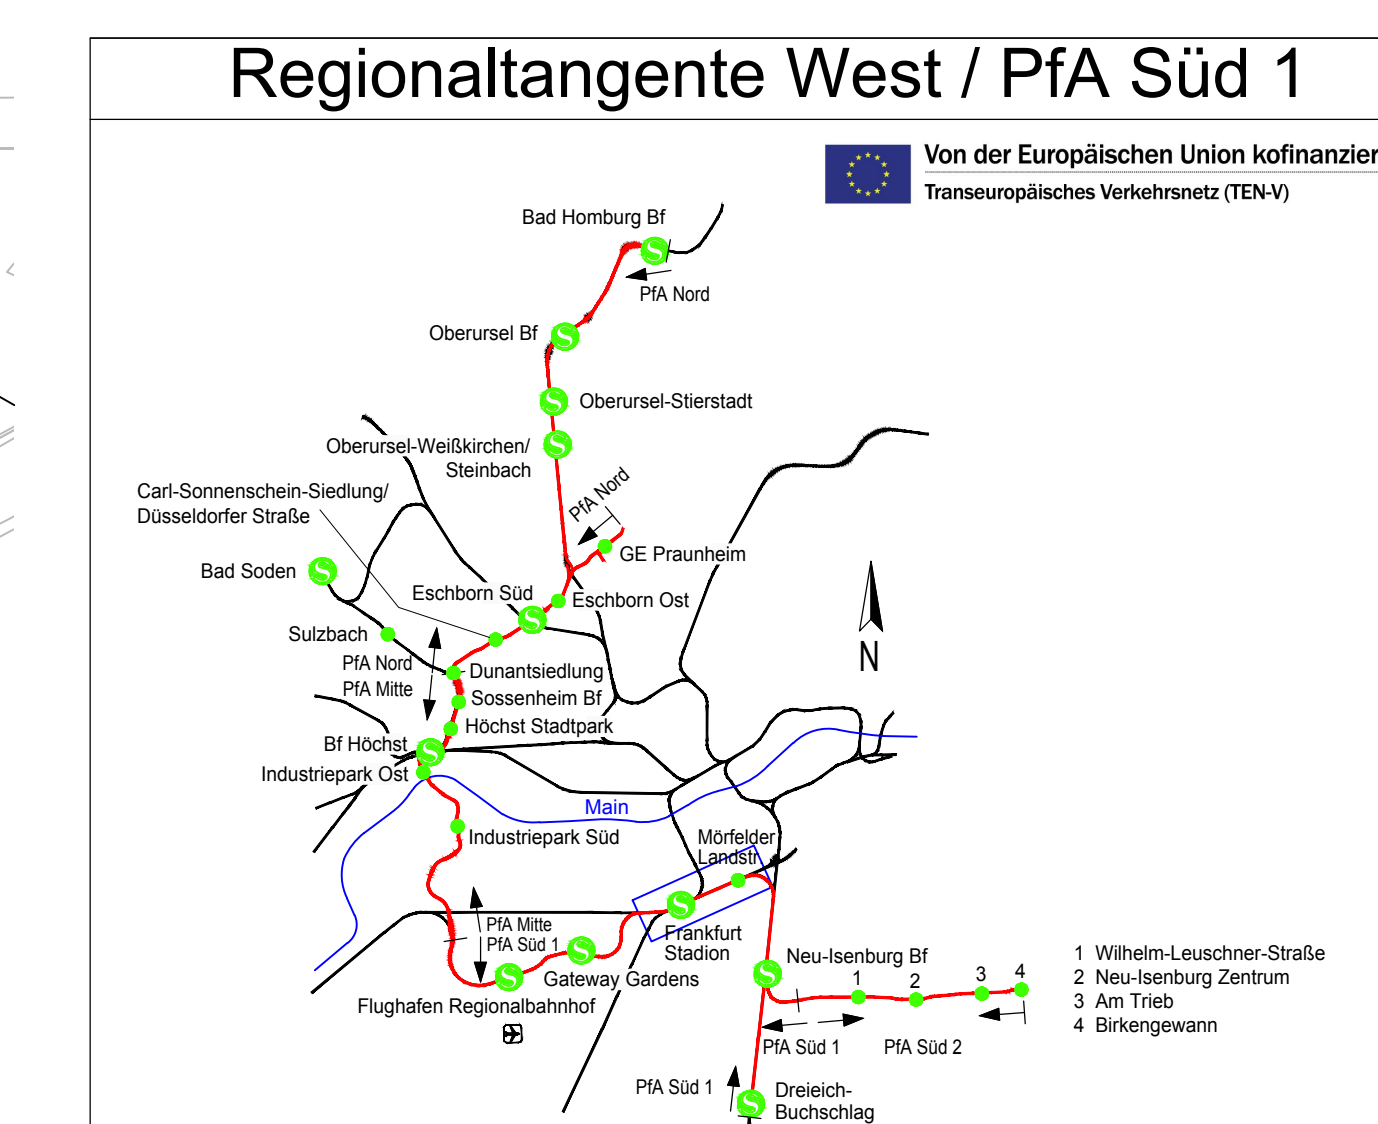 Regionaltangente West / PfA Süd 1
Von der Europäischen Union kofinanzier
Transeuropäisches Verkehrsnetz (TEN-V)
Bad Homburg Bf
S
PfA Nord
Oberursel Bf
S
S
Oberursel-Stierstadt
Oberursel-Weißkirchen/
Steinbach
S
Carl-Sonnenschein-Siedlung/
Düsseldorfer Straße
PfA Nord
GE Praunheim
Bad Soden
S
Eschborn Süd
S
Eschborn Ost
Sulzbach
PfA Nord
PfA Mitte
Dunantsiedlung
Sossenheim Bf
Höchst Stadtpark
N
Bf Höchst
S
Industriepark Ost
Main
Industriepark Süd
Mörfelder
Landstr.
PfA Mitte
PfA Süd 1
S
Frankfurt
Stadion
S
Gateway Gardens
S
Flughafen Regionalbahnhof
Neu-Isenburg Bf
S
1
2
3
4
PfA Süd 1
PfA Süd 2
1 Wilhelm-Leuschner-Straße
2 Neu-Isenburg Zentrum
3 Am Trieb
4 Birkengewann
PfA Süd 1
S
Dreieich-
Buchschlag